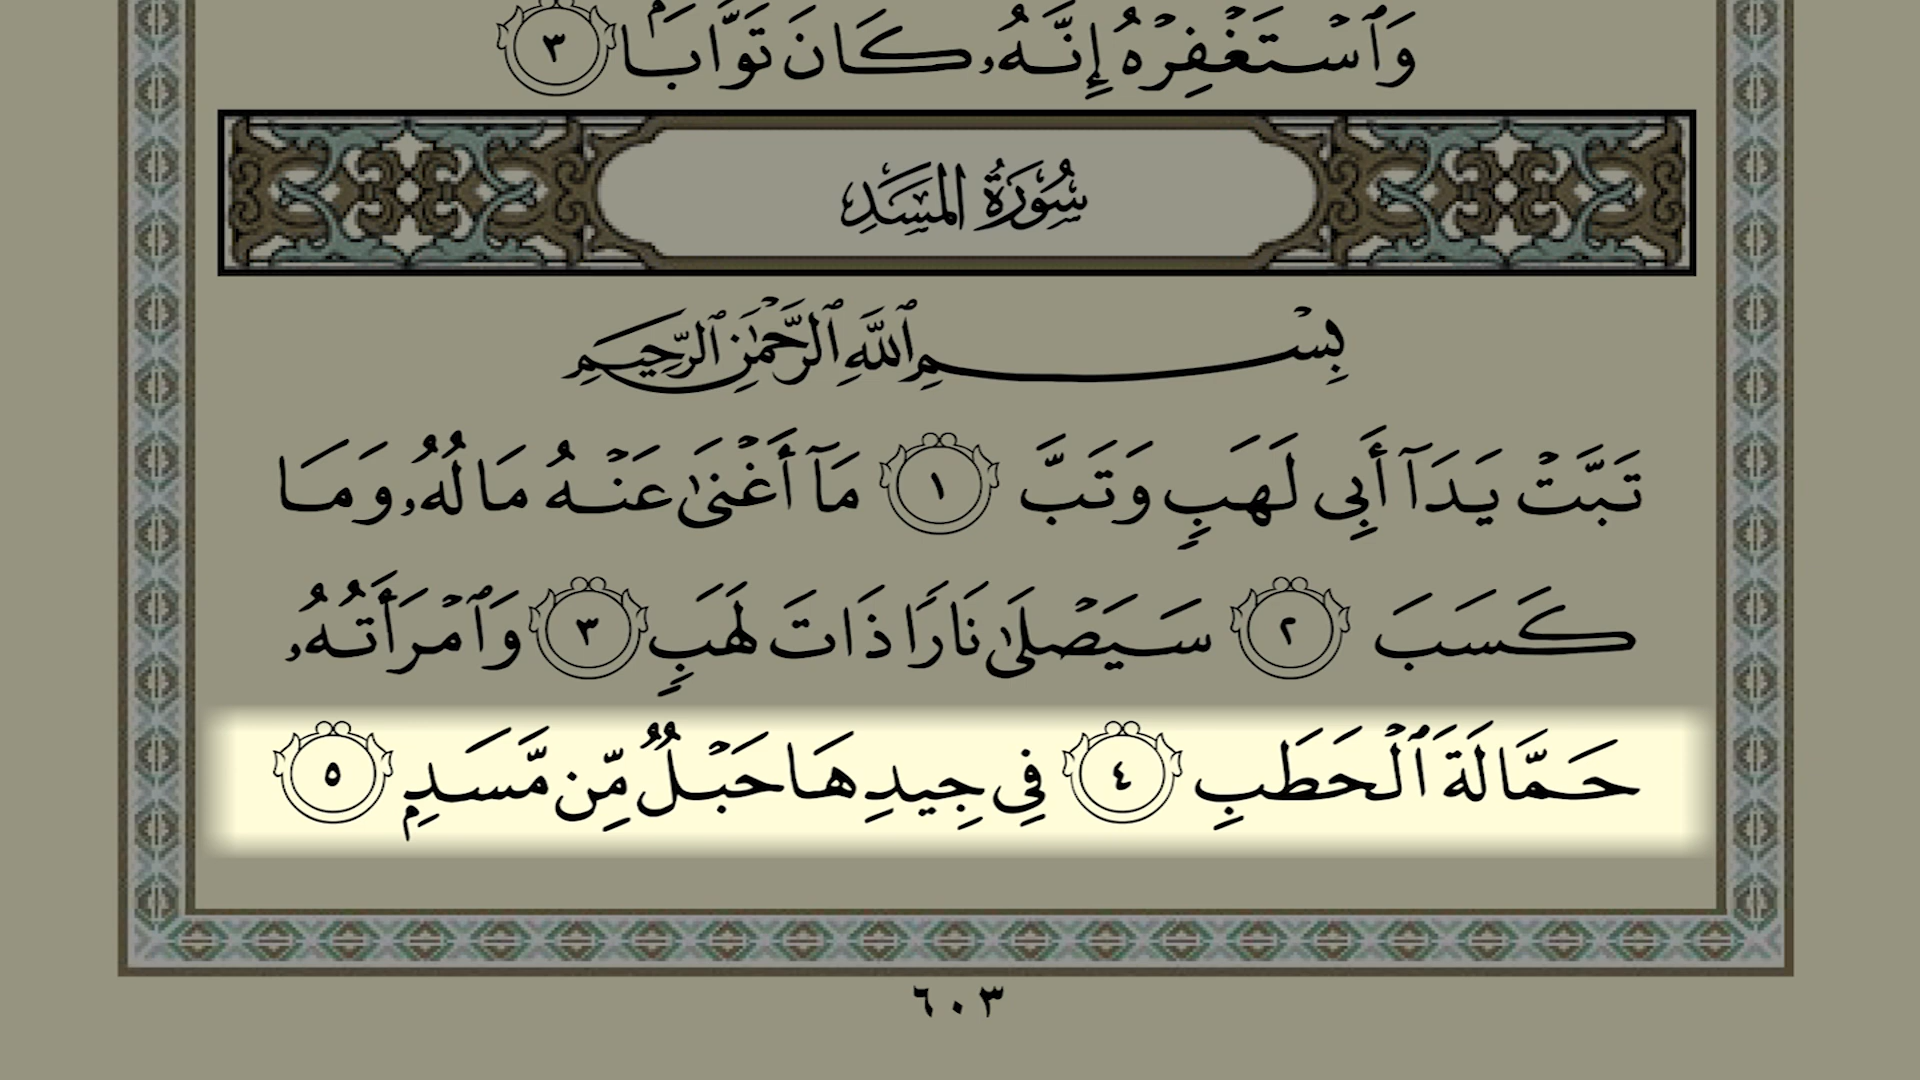 وَٱسْتَغْفِرْهُ إِنَّهُۥ كَانَ تَوَّابَۢا ٣
سُورَةُ المَسَدِ
بِسْمِ ٱللَّهِ ٱلرَّحْمَٰنِ ٱلرَّحِيمِ
تَبَّتْ يَدَآ أَبِى لَهَبٍ وَتَبَّ ١ مَآ أَغْنَىٰ عَنْهُ مَالُهُۥ وَمَا
كَسَبَ ٢ سَيَصْلَىٰ نَارًا ذَاتَ لَهَبٍ ٣ وَٱمْرَأَتُهُۥ
حَمَّالَةَ ٱلْحَطَبِ ٤ فِى جِيدِهَا حَبْلٌ مِّن مَّسَدِۭ ٥
٦٠٣